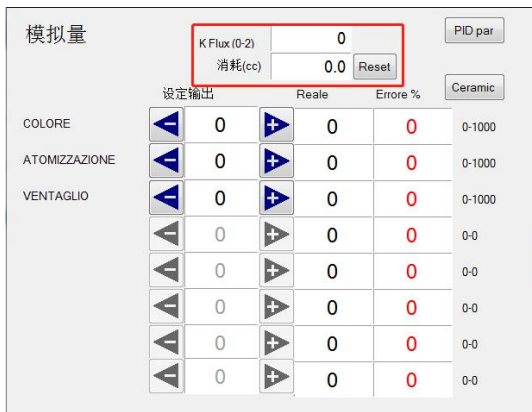 模拟量
K Flux (0-2) 0 PID par
消耗(cc) 0.0 Reset
Ceramic
设定输出 Reale Errore %
COLORE - 0 + 0 0 0-1000
ATOMIZZAZIONE - 0 + 0 0 0-1000
VENTAGLIO - 0 + 0 0 0-1000
- 0 + 0 0 0-0
- 0 + 0 0 0-0
- 0 + 0 0 0-0
- 0 + 0 0 0-0
- 0 + 0 0 0-0